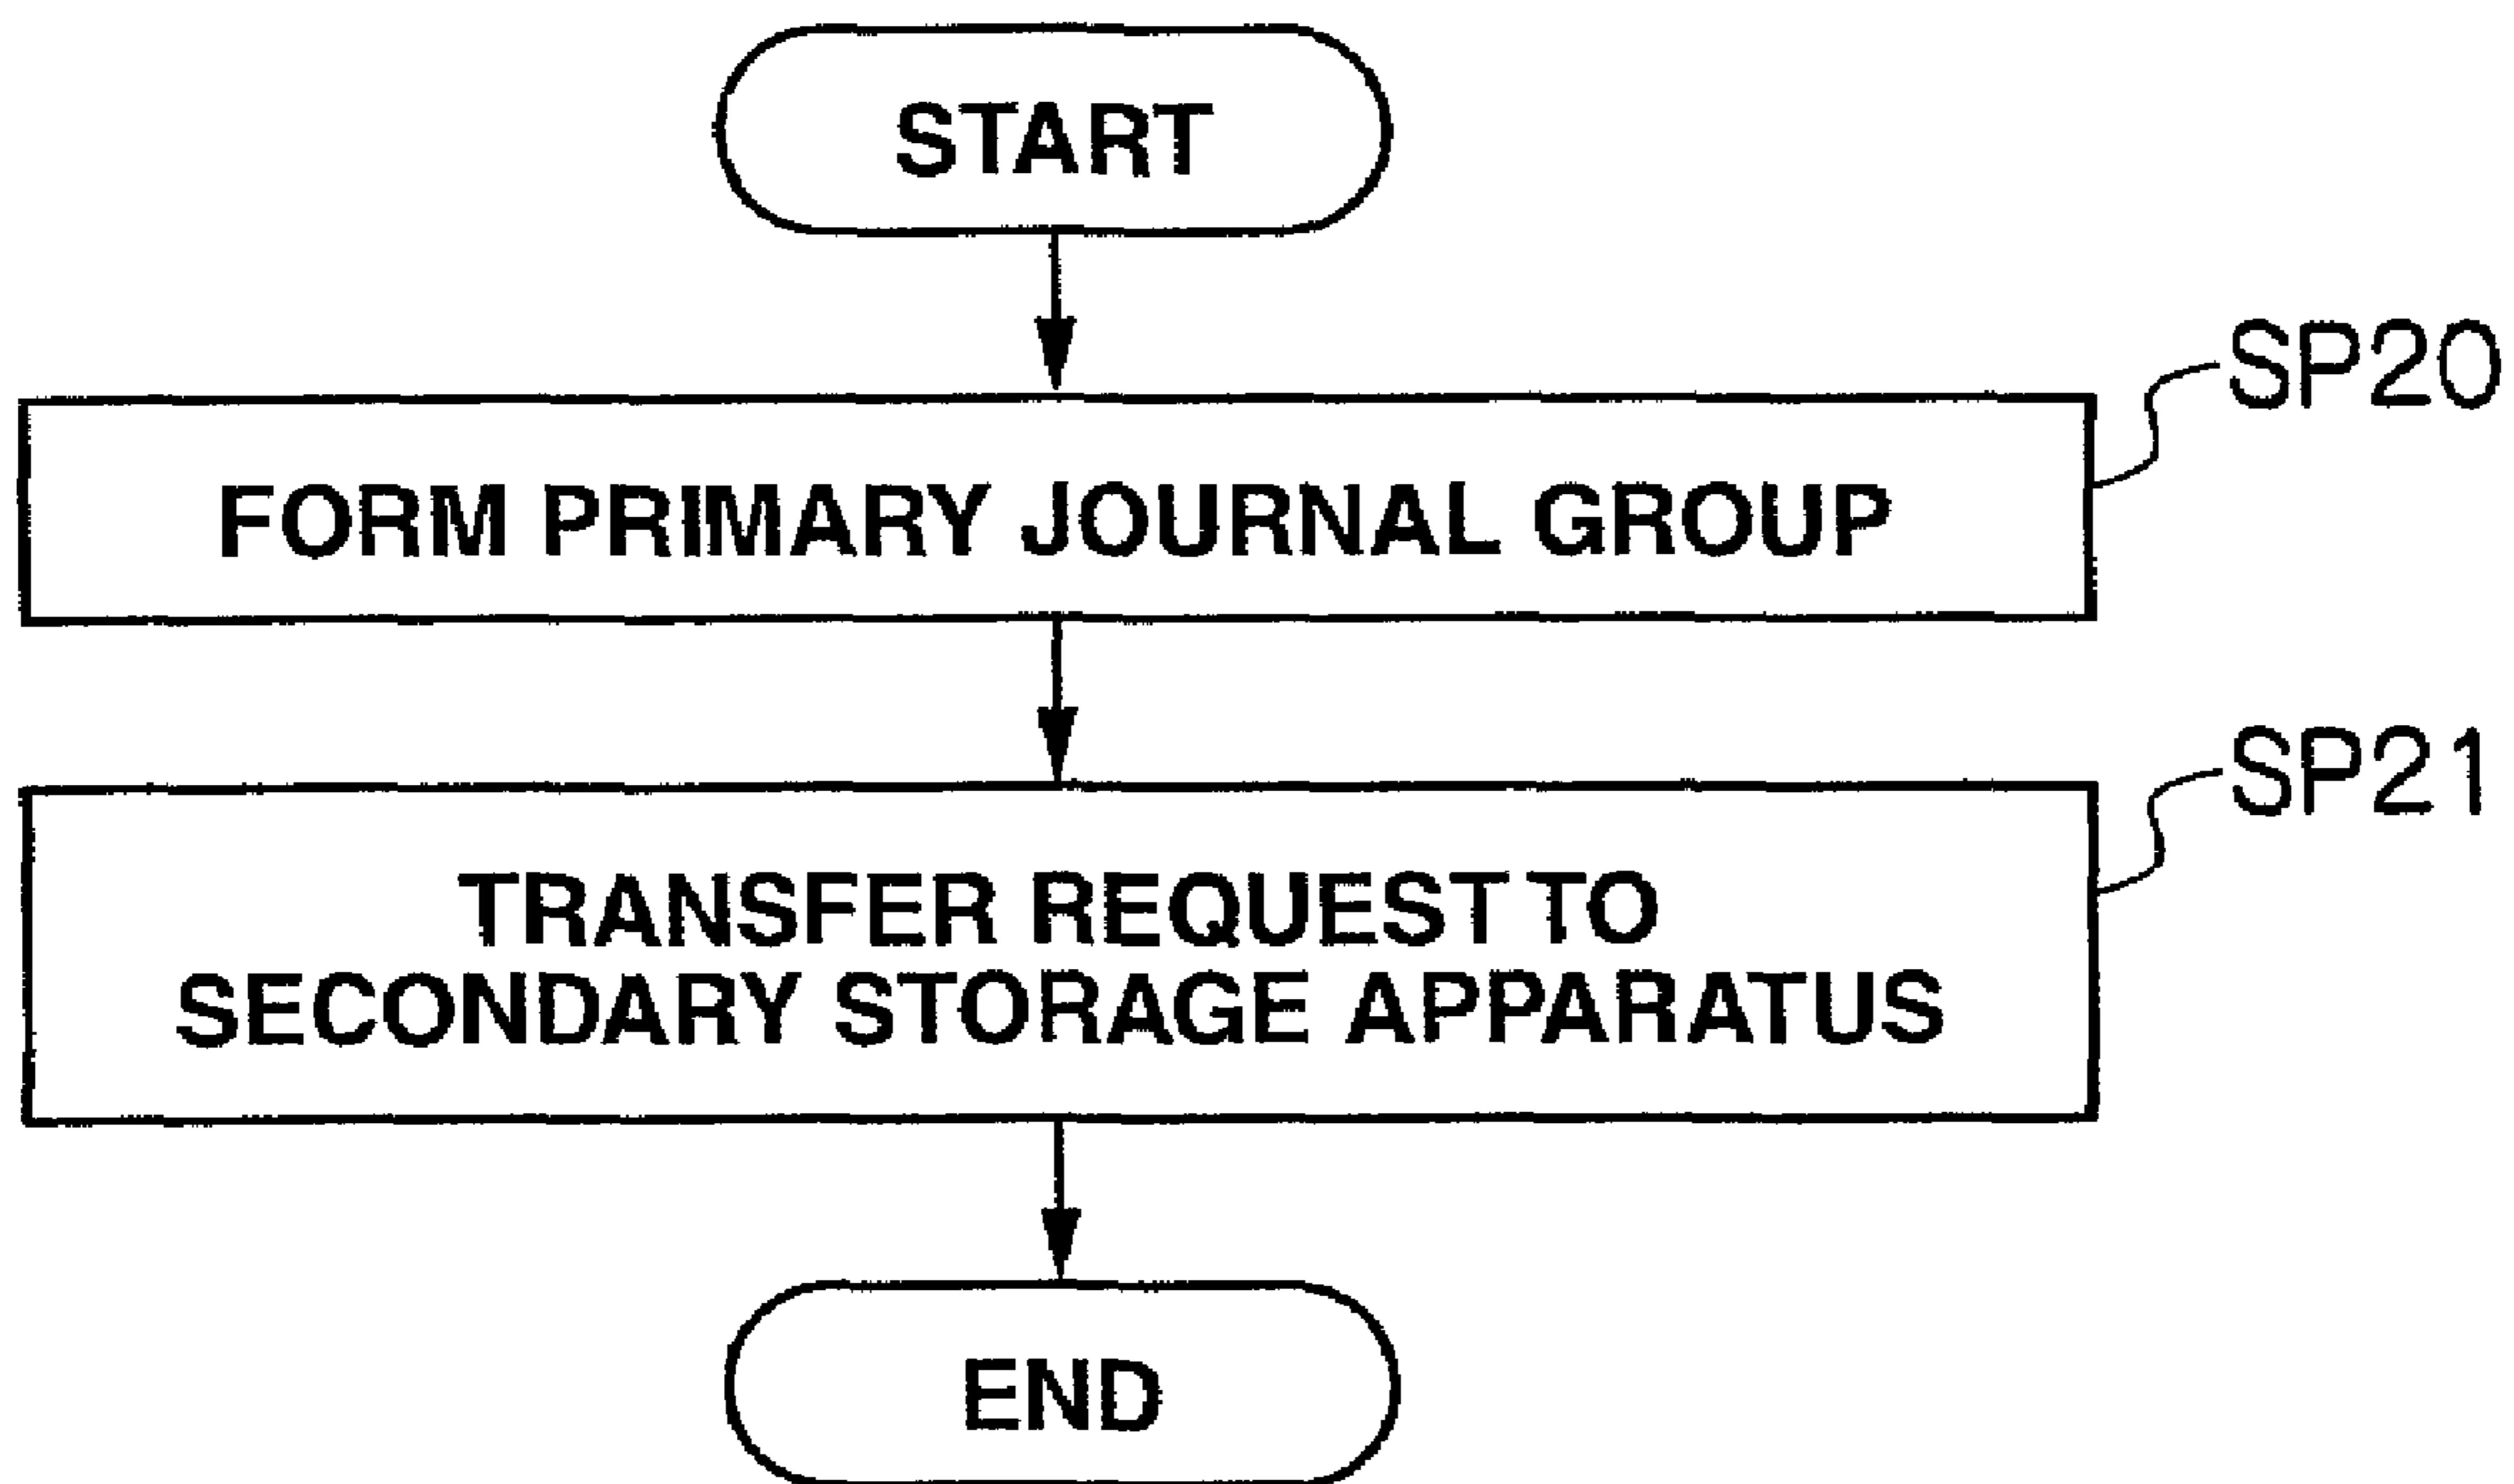 START
SP20
FORM PRIMARY JOURNAL GROUP
SP21
TRANSFER REQUEST TO
SECONDARY STORAGE APPARATUS
END